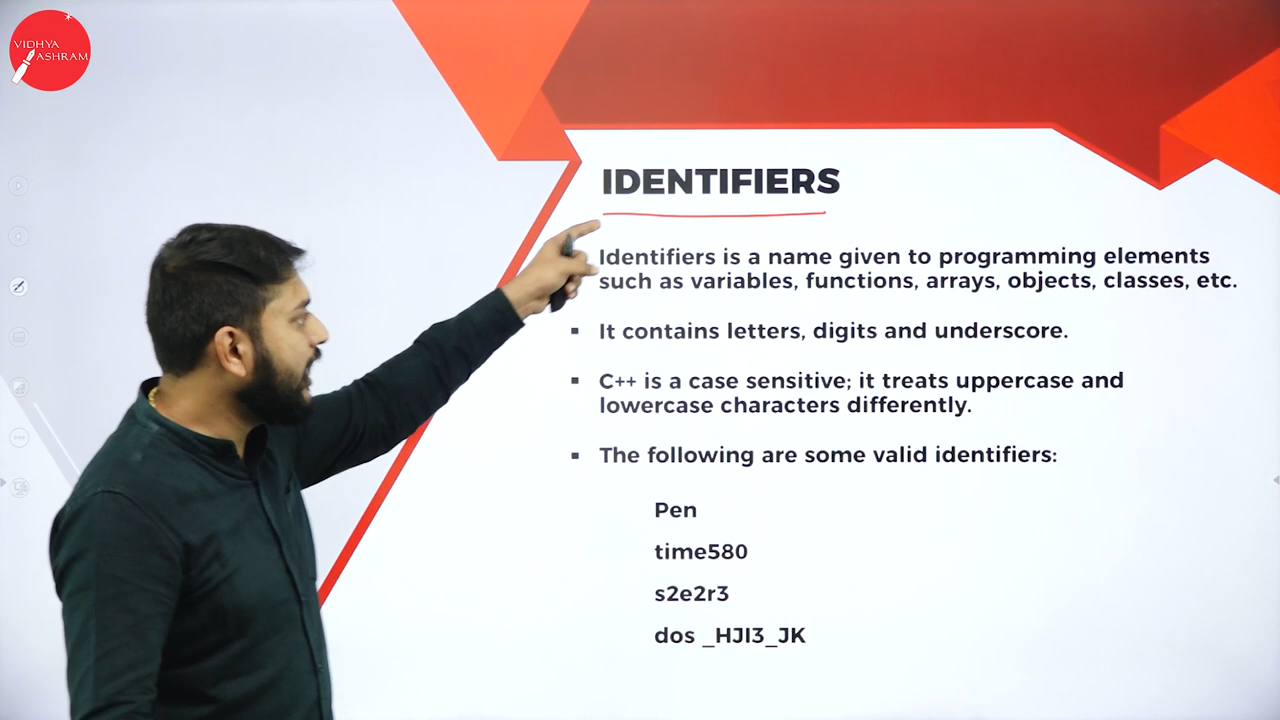 VIDHYA
ASHRAM
IDENTIFIERS
Identifiers is a name given to programming elements
such as variables, functions, arrays, objects, classes, etc.
▪ It contains letters, digits and underscore.
▪ C++ is a case sensitive; it treats uppercase and
lowercase characters differently.
▪ The following are some valid identifiers:
Pen
time580
s2e2r3
dos _HJI3_JK